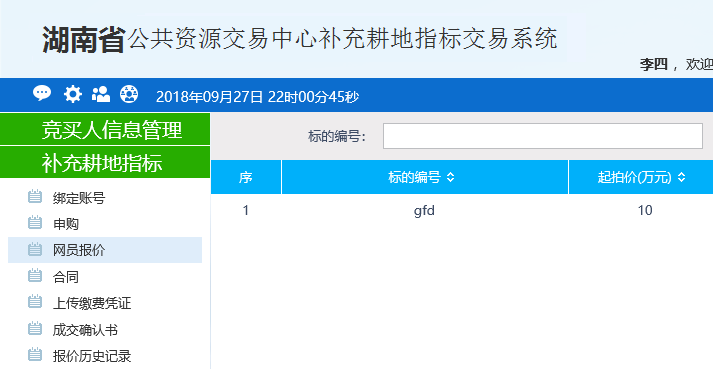 湖南省公共资源交易中心补充耕地指标交易系统
李四 ，欢迎
2018年09月27日 22时00分45秒
竞买人信息管理
补充耕地指标
绑定账号
申购
网员报价
合同
上传缴费凭证
成交确认书
报价历史记录
标的编号：
序 标的编号 起拍价(万元)
1 gfd 10